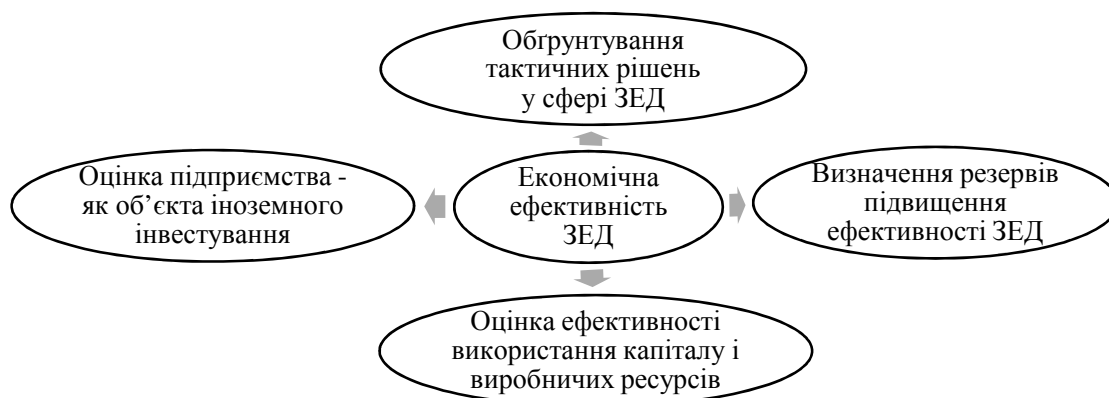 Обґрунтування
тактичних рішень
у сфері ЗЕД
Оцінка підприємства -
як об’єкта іноземного
інвестування
Економічна
ефективність
ЗЕД
Визначення резервів
підвищення
ефективності ЗЕД
Оцінка ефективності
використання капіталу і
виробничих ресурсів